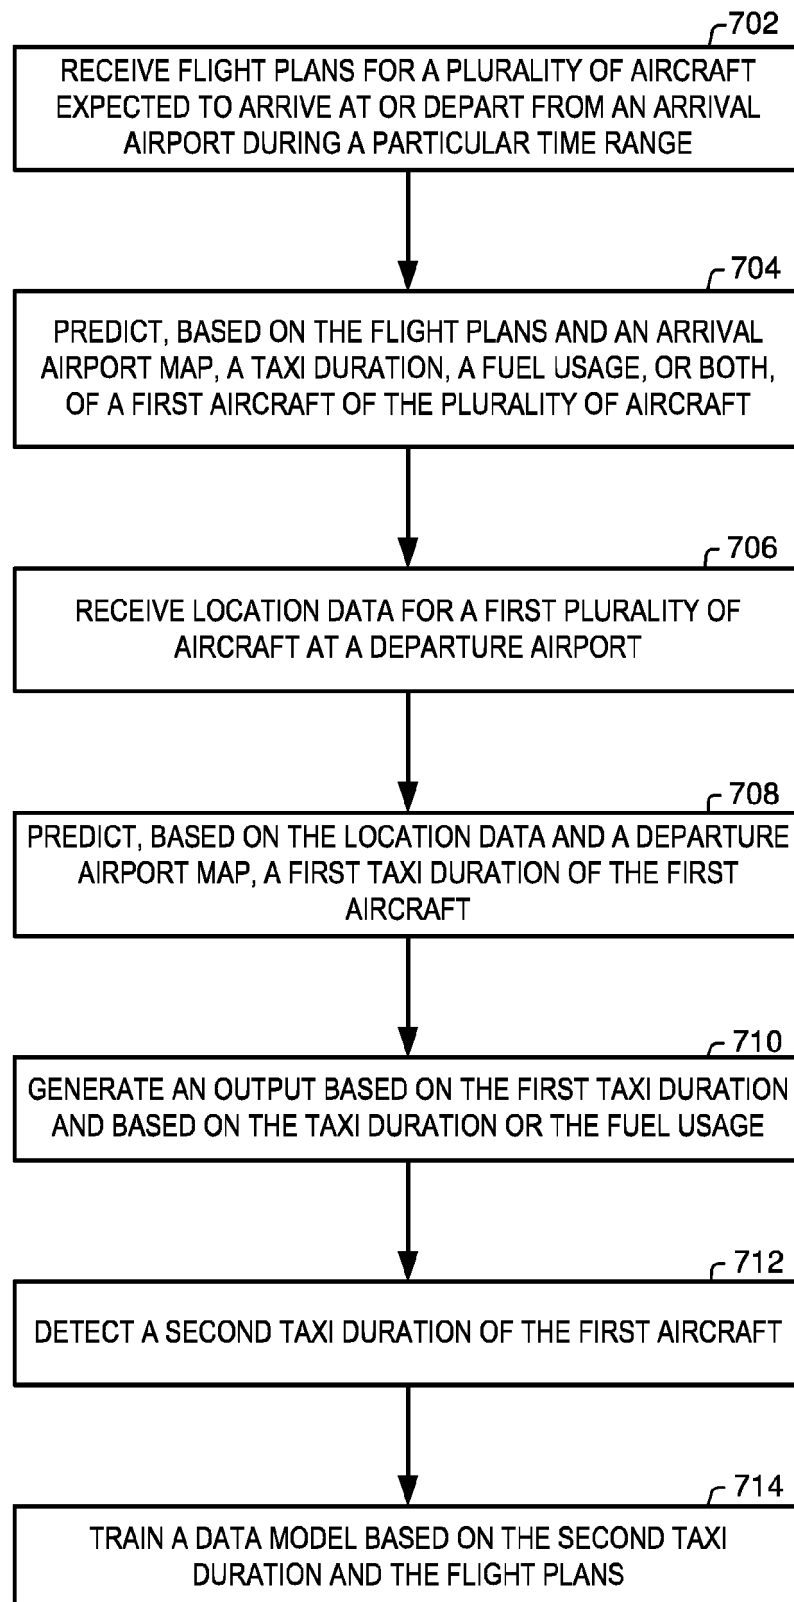 702
RECEIVE FLIGHT PLANS FOR A PLURALITY OF AIRCRAFT
EXPECTED TO ARRIVE AT OR DEPART FROM AN ARRIVAL
AIRPORT DURING A PARTICULAR TIME RANGE
704
PREDICT, BASED ON THE FLIGHT PLANS AND AN ARRIVAL
AIRPORT MAP, A TAXI DURATION, A FUEL USAGE, OR BOTH,
OF A FIRST AIRCRAFT OF THE PLURALITY OF AIRCRAFT
706
RECEIVE LOCATION DATA FOR A FIRST PLURALITY OF
AIRCRAFT AT A DEPARTURE AIRPORT
708
PREDICT, BASED ON THE LOCATION DATA AND A DEPARTURE
AIRPORT MAP, A FIRST TAXI DURATION OF THE FIRST
AIRCRAFT
710
GENERATE AN OUTPUT BASED ON THE FIRST TAXI DURATION
AND BASED ON THE TAXI DURATION OR THE FUEL USAGE
712
DETECT A SECOND TAXI DURATION OF THE FIRST AIRCRAFT
714
TRAIN A DATA MODEL BASED ON THE SECOND TAXI
DURATION AND THE FLIGHT PLANS